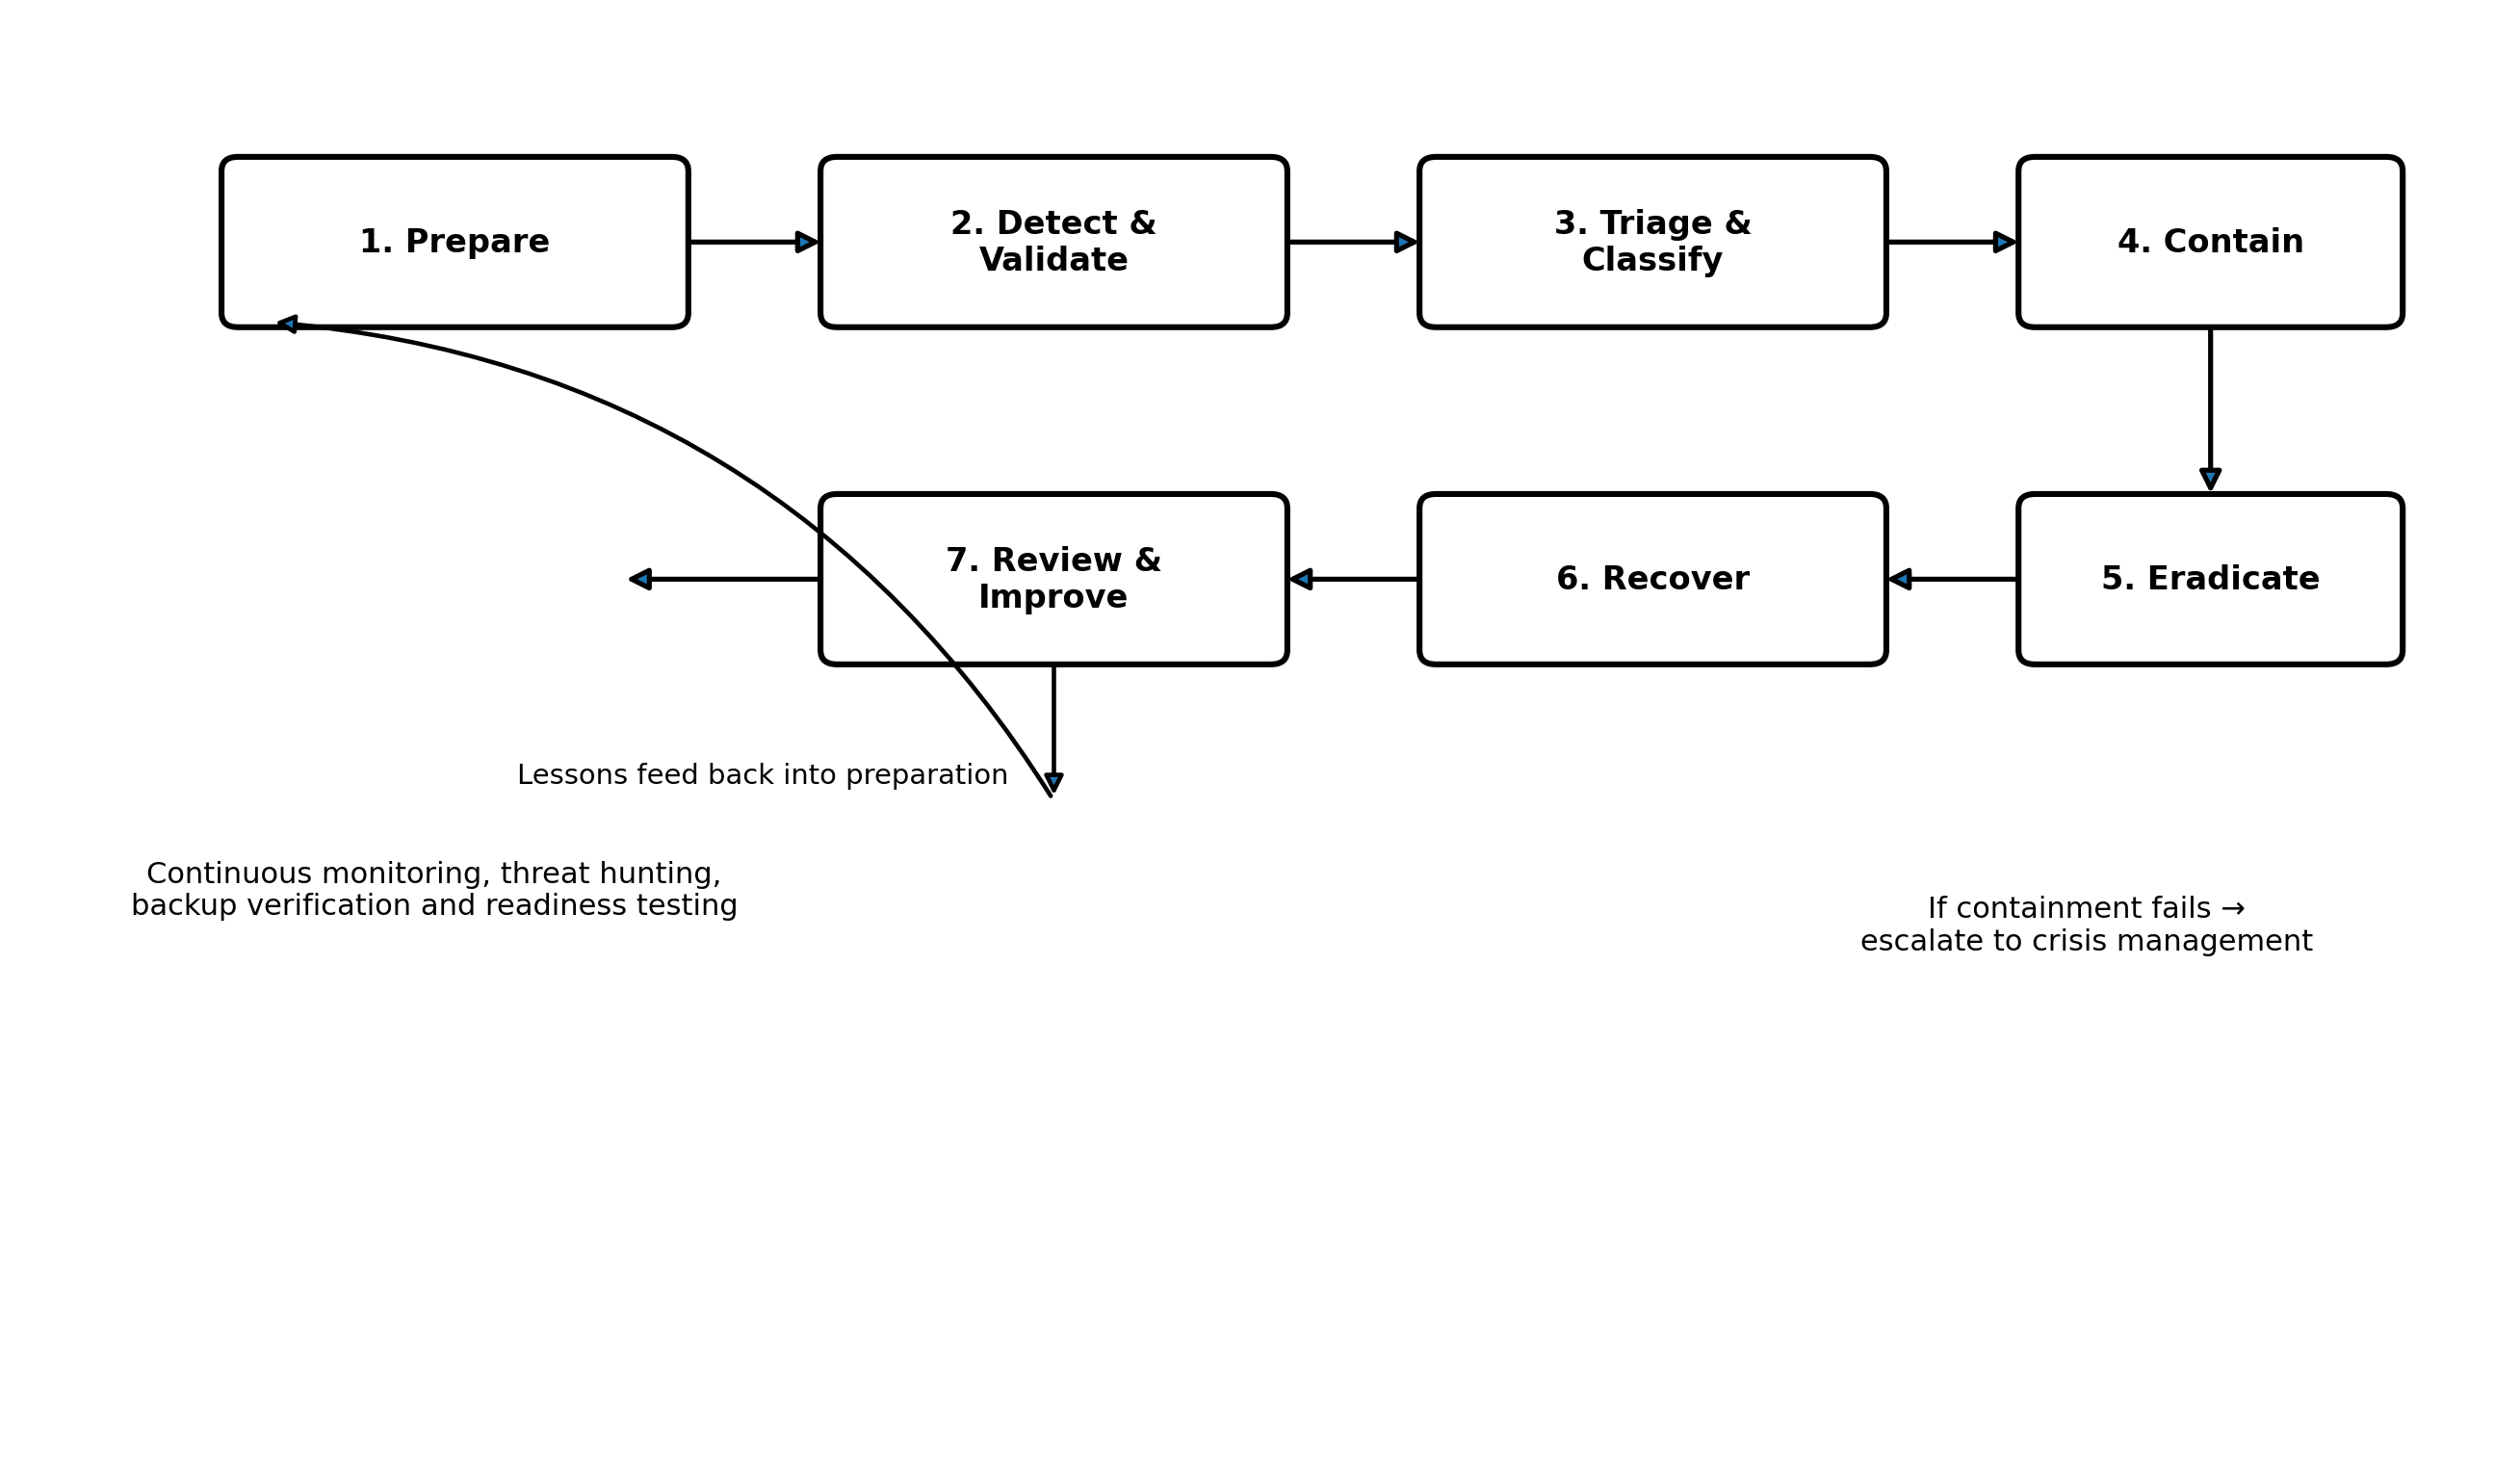 1. Prepare
2. Detect &
Validate
3. Triage &
Classify
4. Contain
7. Review &
Improve
6. Recover
5. Eradicate
Lessons feed back into preparation
Continuous monitoring, threat hunting,
backup verification and readiness testing
If containment fails →
escalate to crisis management